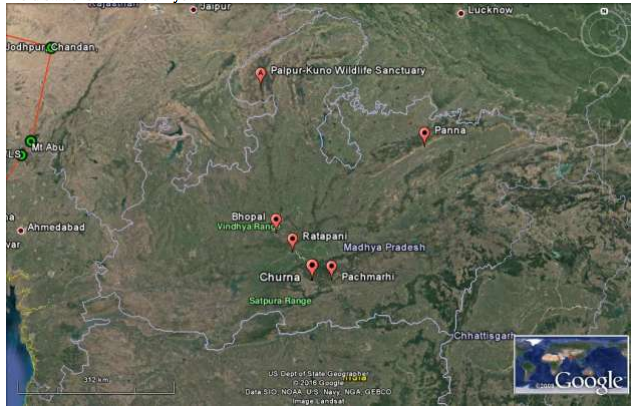 Jaipur
Lucknow
N
Jodhpur Chandan
A
Palpur-Kuno Wildlife Sanctuary
Panna
Mt Abu
Bhopal
Vindhya Range
Ahmedabad
Ratapani
Madhya Pradesh
Churna
Pachmarhi
Satpura Range
Chhattisgarh
312 km
US Dept of State Geographer
© 2016 Google
Data SIO, NOAA, U.S. Navy, NGA, GEBCO
Image Landsat
Google